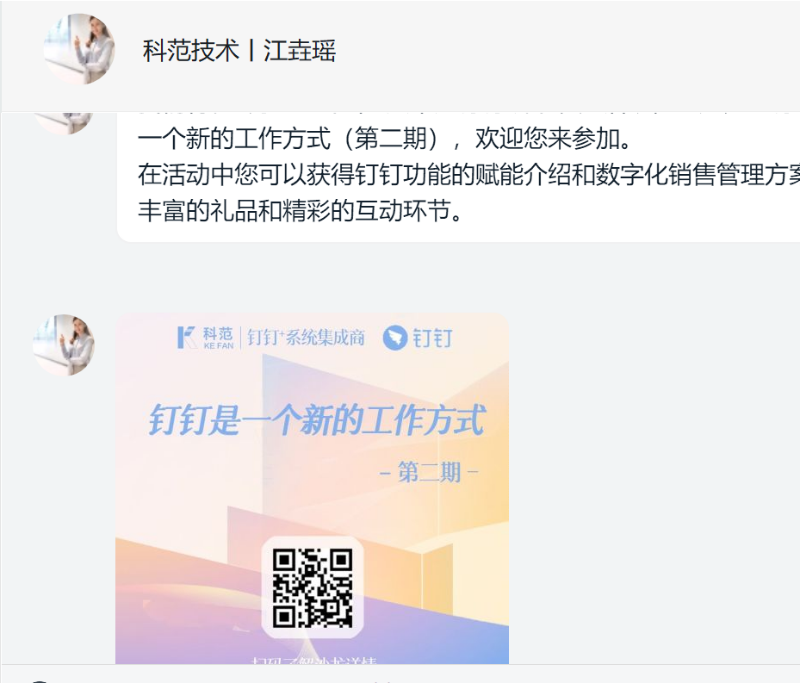 科范技术丨江垚瑶
一个新的工作方式（第二期），欢迎您来参加。
在活动中您可以获得钉钉功能的赋能介绍和数字化销售管理方案
丰富的礼品和精彩的互动环节。
科范
KE FAN
钉钉⁺系统集成商
钉钉
钉钉是一个新的工作方式
– 第二期 –